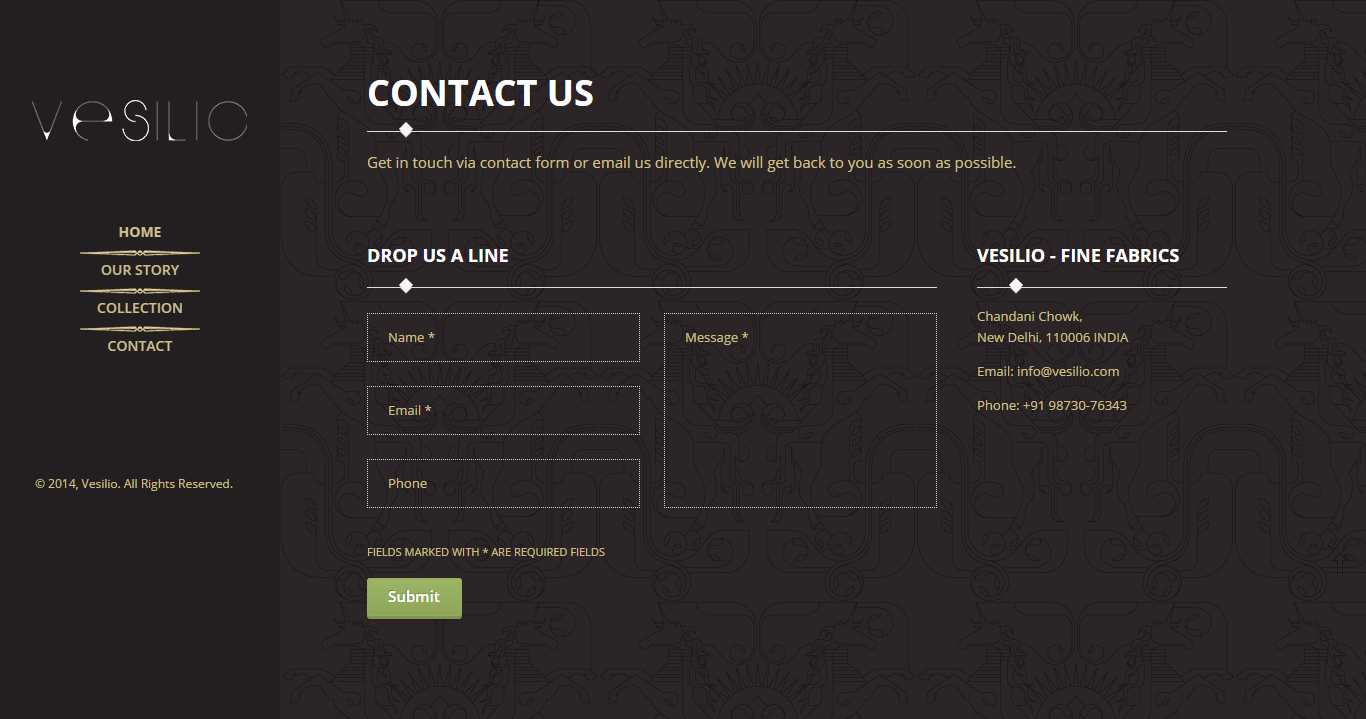 VESILIO
HOME
OUR STORY
COLLECTION
CONTACT
© 2014, Vesilio. All Rights Reserved.
CONTACT US
Get in touch via contact form or email us directly. We will get back to you as soon as possible.
DROP US A LINE
Name *
Email *
Phone
Message *
FIELDS MARKED WITH * ARE REQUIRED FIELDS
Submit
VESILIO - FINE FABRICS
Chandani Chowk,
New Delhi, 110006 INDIA
Email: info@vesilio.com
Phone: +91 98730-76343